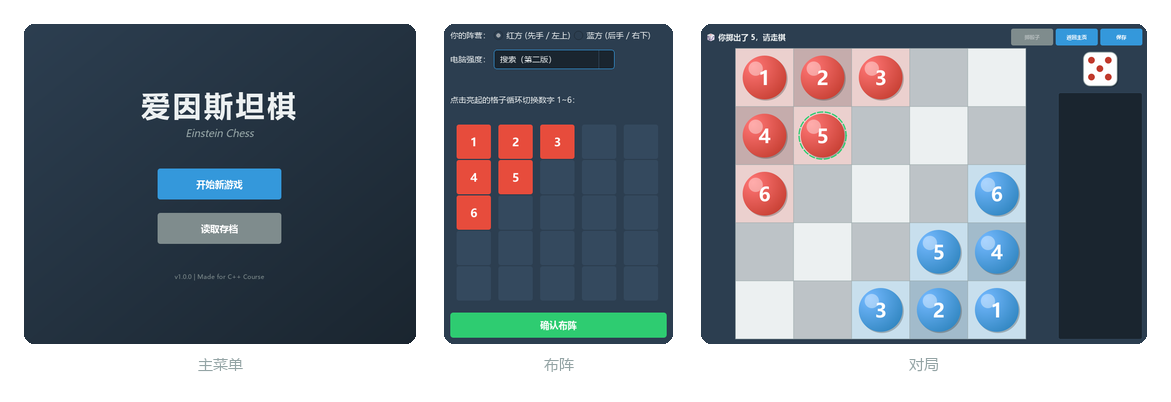 爱因斯坦棋
Einstein Chess
开始新游戏
读取存档
v1.0.0 | Made for C++ Course
主菜单
你的阵营: 红方 (先手 / 左上) 蓝方 (后手 / 右下)
电脑强度: 搜索 (第二版)
点击亮起的格子循环切换数字 1-6:
1 2 3
4 5
6
确认布阵
布阵
你掷出了 5, 请走棋
返回主页 保存
1 2 3
4 5
6 6
5 4
3 2 1
对局